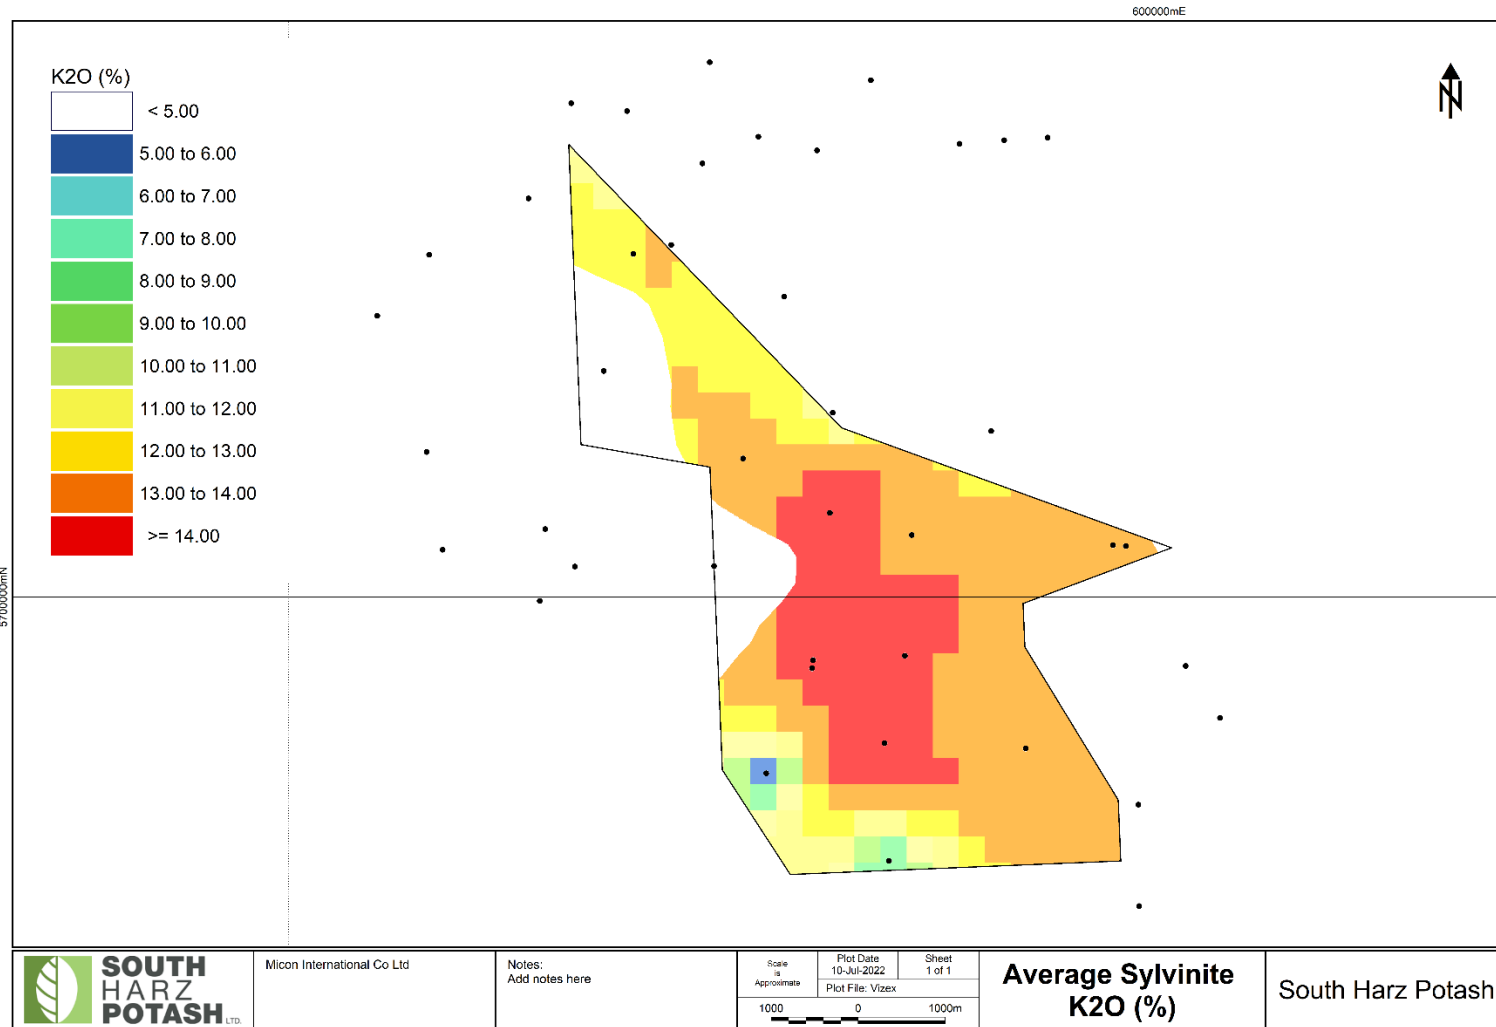 600000mE
K2O (%)
< 5.00
5.00 to 6.00
6.00 to 7.00
7.00 to 8.00
8.00 to 9.00
9.00 to 10.00
10.00 to 11.00
11.00 to 12.00
12.00 to 13.00
13.00 to 14.00
>= 14.00
N
5700000mN
SOUTH
HARZ
POTASH LTD.
Micon International Co Ltd
Notes:
Add notes here
Scale
is
Approximate
Plot Date
10-Jul-2022
Sheet
1 of 1
Plot File: Vizex
1000 0 1000m
Average Sylvinite
K2O (%)
South Harz Potash